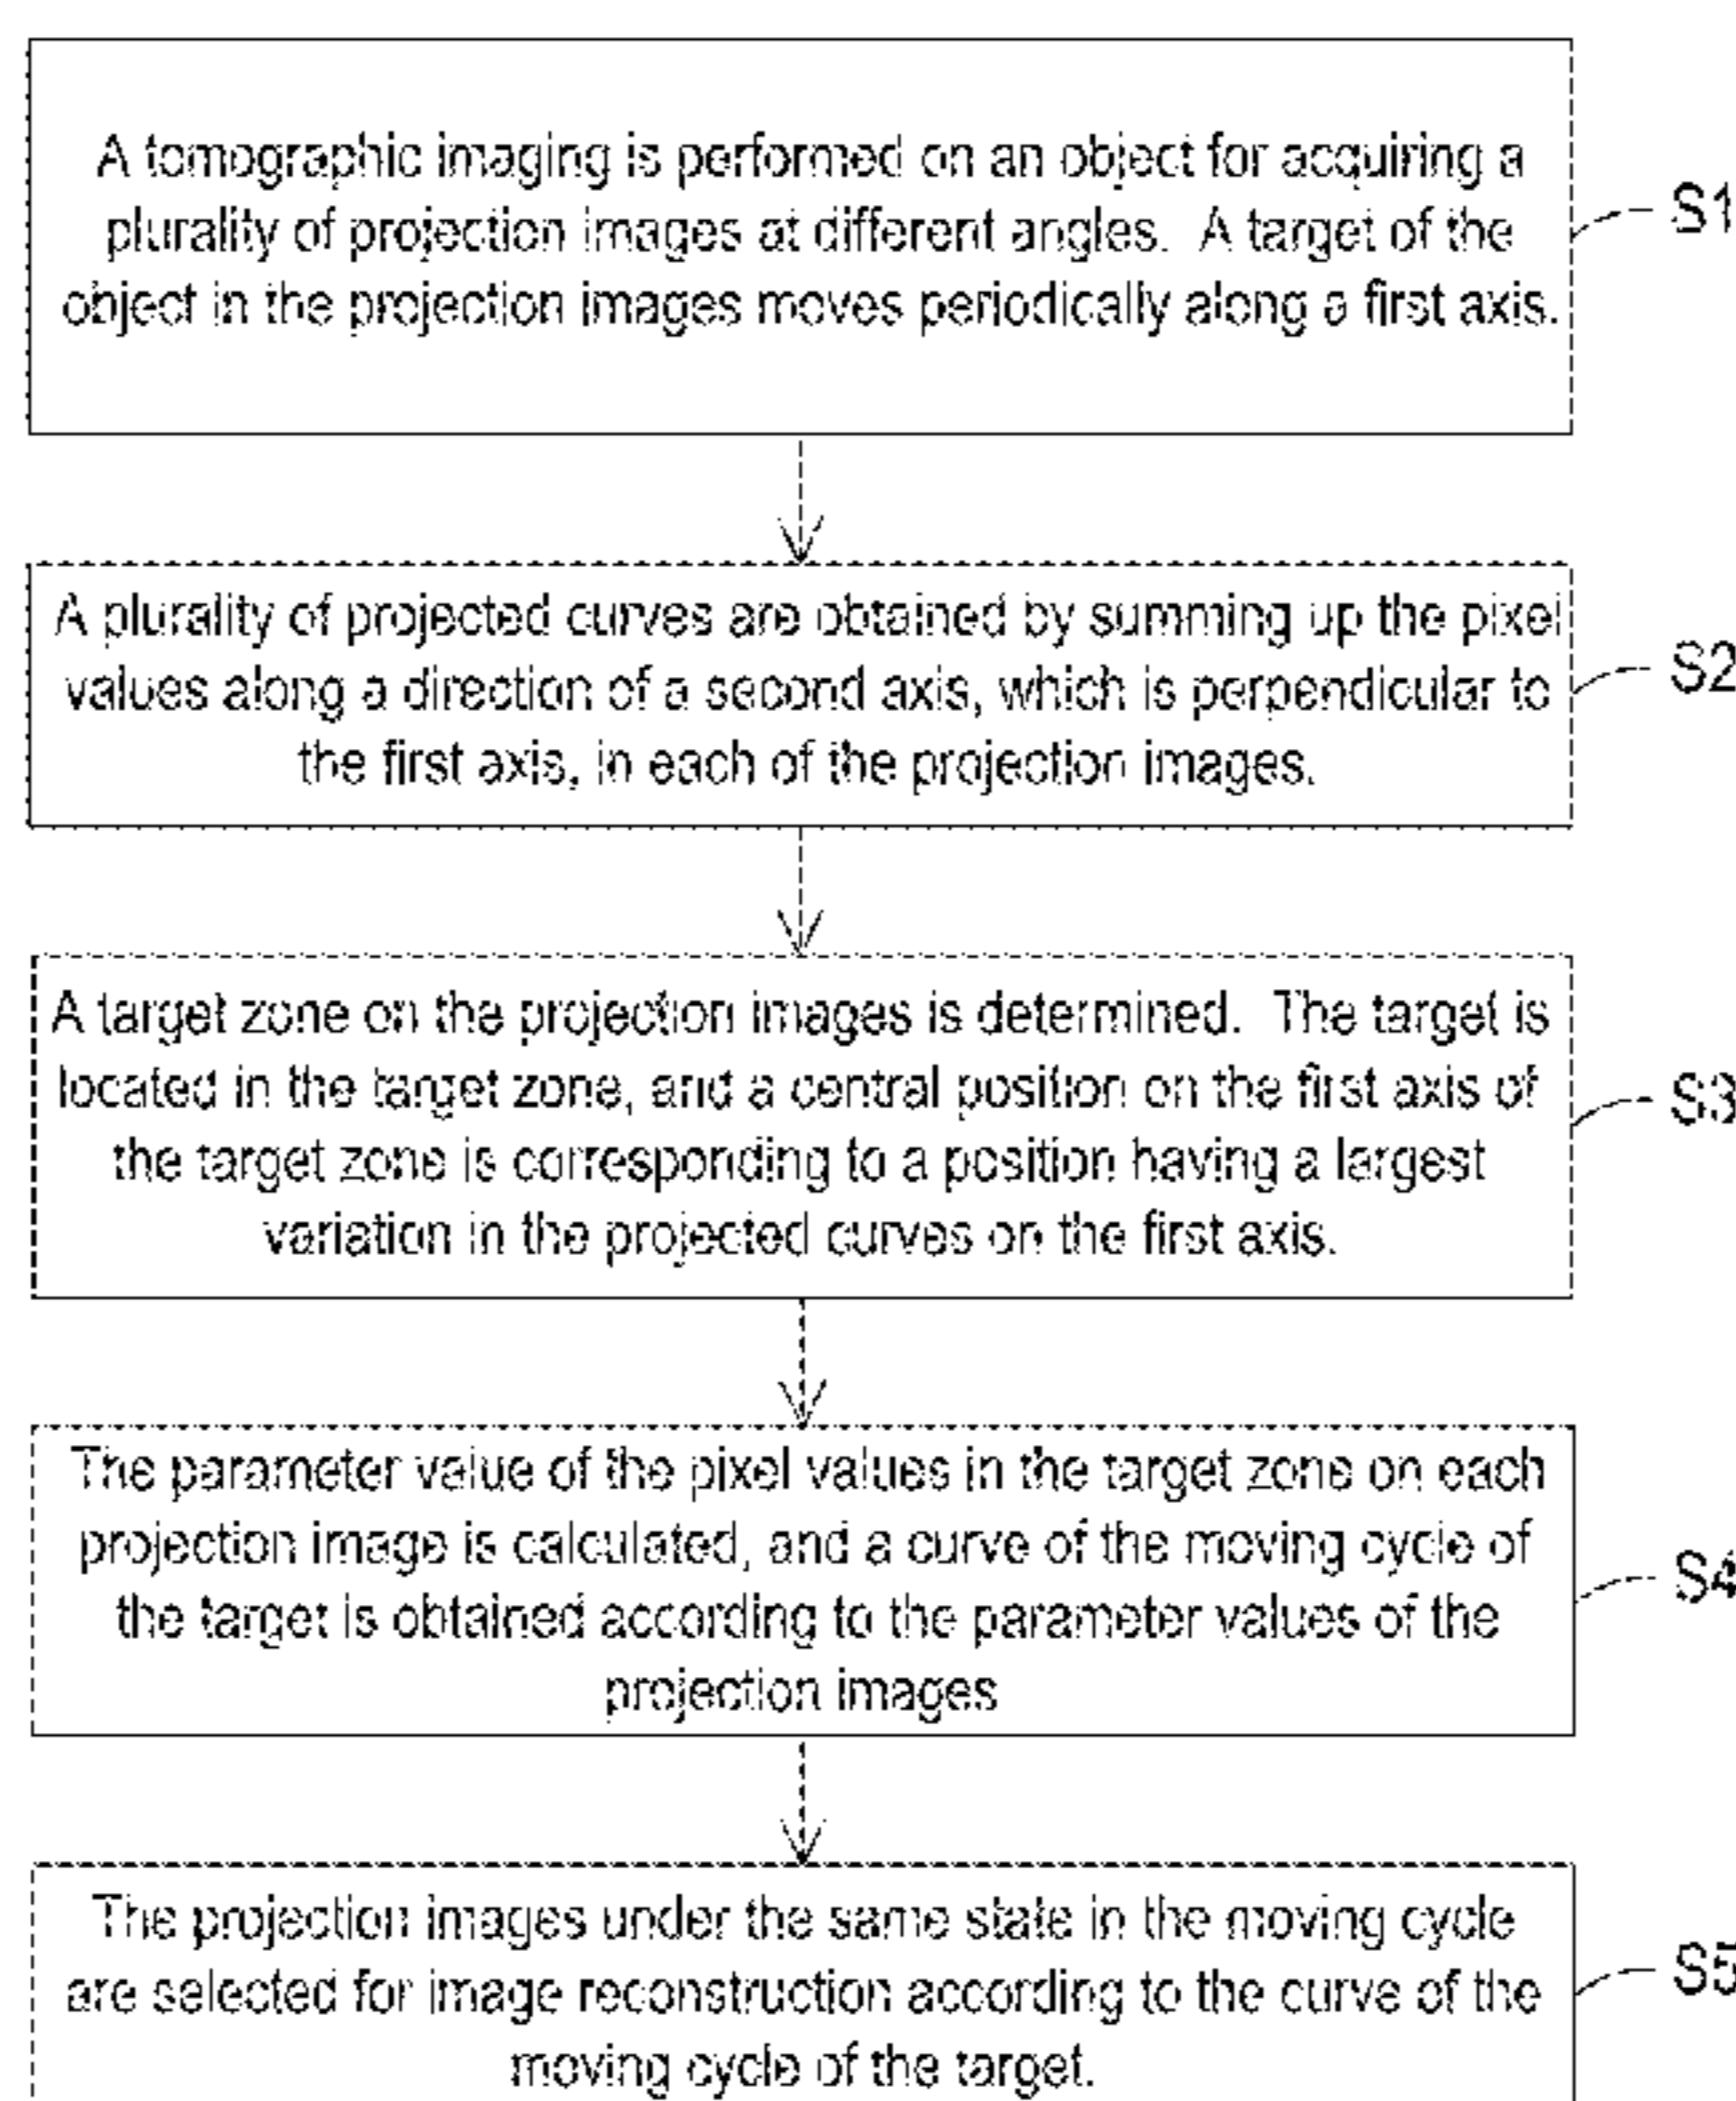 A tomographic imaging is performed on an object for acquiring a
plurality of projection images at different angles. A target of the
object in the projection images moves periodically along a first axis.
S1
A plurality of projected curves are obtained by summing up the pixel
values along a direction of a second axis, which is perpendicular to
the first axis, in each of the projection images.
S2
A target zone on the projection images is determined. The target is
located in the target zone, and a central position on the first axis of
the target zone is corresponding to a position having a largest
variation in the projected curves on the first axis.
S3
The parameter value of the pixel values in the target zone on each
projection image is calculated, and a curve of the moving cycle of
the target is obtained according to the parameter values of the
projection images
S4
The projection images under the same state in the moving cycle
are selected for image reconstruction according to the curve of the
moving cycle of the target.
S5